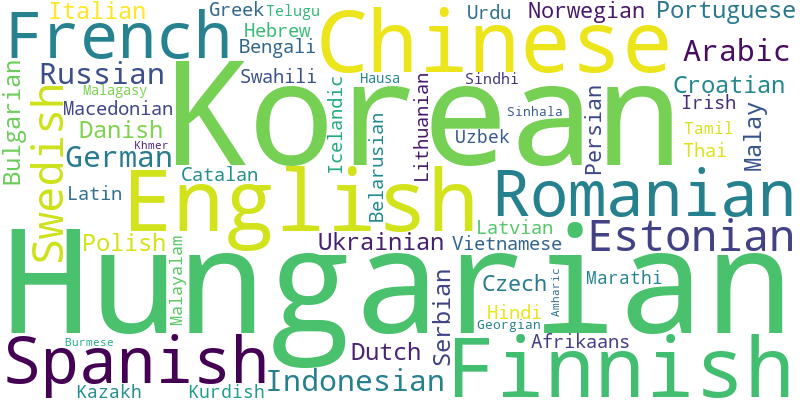 Italian
Greek
Telugu
Urdu
Norwegian
Portuguese
French
Hebrew
Bengali
Chinese
Arabic
Bulgarian
Russian
Malagasy
Swahili
Hausa
Sindhi
Croatian
Swedish
Macedonian
Korean
Icelandic
Lithuanian
Sinhala
Persian
Irish
Malay
Danish
Khmer
German
Belarusian
Uzbek
Tamil
Thai
Latin
Catalan
English
Romanian
Polish
Malayalam
Ukrainian
Latvian
Vietnamese
Estonian
Hungarian
Serbian
Czech
Amharic
Marathi
Hindi
Georgian
Spanish
Burmese
Dutch
Afrikaans
Finnish
Kazakh
Kurdish
Indonesian